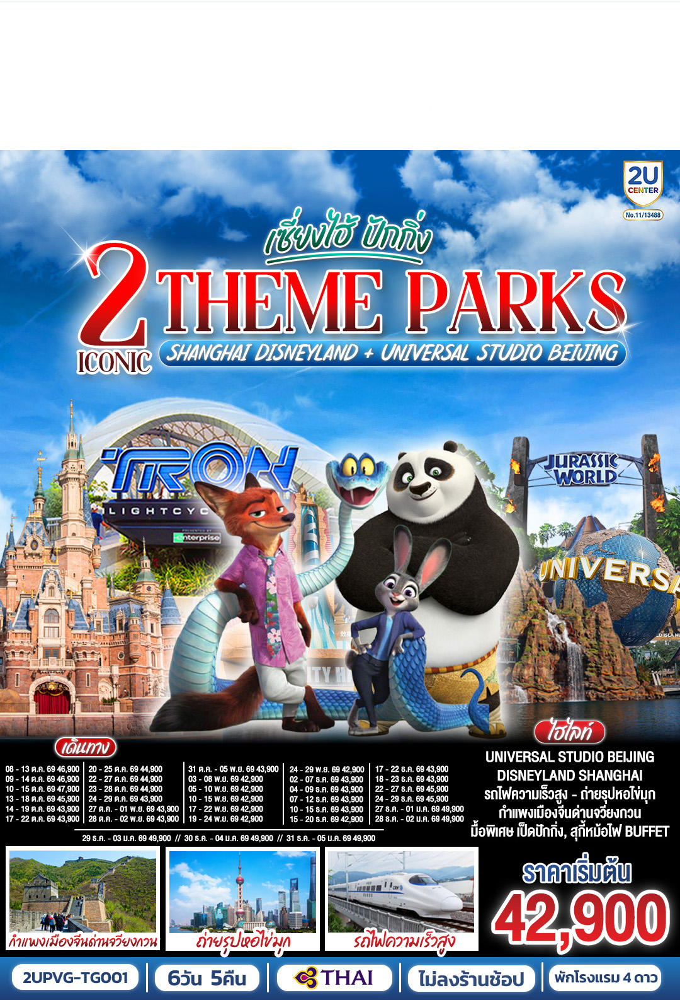 2U
CENTER
No.11/13488
เซี่ยงไฮ้ ปักกิ่ง
2 THEME PARKS
ICONIC
SHANGHAI DISNEYLAND + UNIVERSAL STUDIO BEIJING
TRON
LIGHTCYC
PRESENTED BY
enterprise
JURASSIC
WORLD
UNIVERSA
CITY H
เดินทาง
08 - 13 ต.ค. 69 46,900
09 - 14 ต.ค. 69 46,900
10 - 15 ต.ค. 69 47,900
13 - 18 ต.ค. 69 45,900
14 - 19 ต.ค. 69 43,900
17 - 22 ต.ค. 69 43,900
20 - 25 ต.ค. 69 44,900
22 - 27 ต.ค. 69 44,900
23 - 28 ต.ค. 69 44,900
24 - 29 ต.ค. 69 43,900
27 ต.ค. - 01 พ.ย. 69 43,900
28 ต.ค. - 02 พ.ย. 69 43,900
31 ต.ค. - 05 พ.ย. 69 43,900
03 - 08 พ.ย. 69 42,900
05 - 10 พ.ย. 69 42,900
10 - 15 พ.ย. 69 42,900
17 - 22 พ.ย. 69 42,900
19 - 24 พ.ย. 69 42,900
24 - 29 พ.ย. 69 42,900
02 - 07 ธ.ค. 69 43,900
04 - 09 ธ.ค. 69 43,900
07 - 12 ธ.ค. 69 43,900
10 - 15 ธ.ค. 69 43,900
15 - 20 ธ.ค. 69 42,900
17 - 22 ธ.ค. 69 43,900
18 - 23 ธ.ค. 69 43,900
22 - 27 ธ.ค. 69 45,900
24 - 29 ธ.ค. 69 45,900
27 ธ.ค. - 01 ม.ค. 69 49,900
28 ธ.ค. - 02 ม.ค. 69 49,900
29 ธ.ค. - 03 ม.ค. 69 49,900 // 30 ธ.ค. - 04 ม.ค. 69 49,900 // 31 ธ.ค. - 05 ม.ค. 69 49,900
ไฮไลท์
UNIVERSAL STUDIO BEIJING
DISNEYLAND SHANGHAI
รถไฟความเร็วสูง - ถ่ายรุปหอไข่มุก
กำแพงเมืองจีนด่านจวียงกวน
มื้อพิเศษ เป็ดปักกิ่ง, สุกี้หม้อไฟ BUFFET
กำแพงเมืองจีนด่านจวียงกวน
ถ่ายรุปหอไข่มุก
รถไฟความเร็วสูง
ราคาเริ่มต้น
42,900
2UPVG-TG001
6วัน 5คืน
THAI
ไม่ลงร้านช้อป
พักโรงแรม 4 ดาว